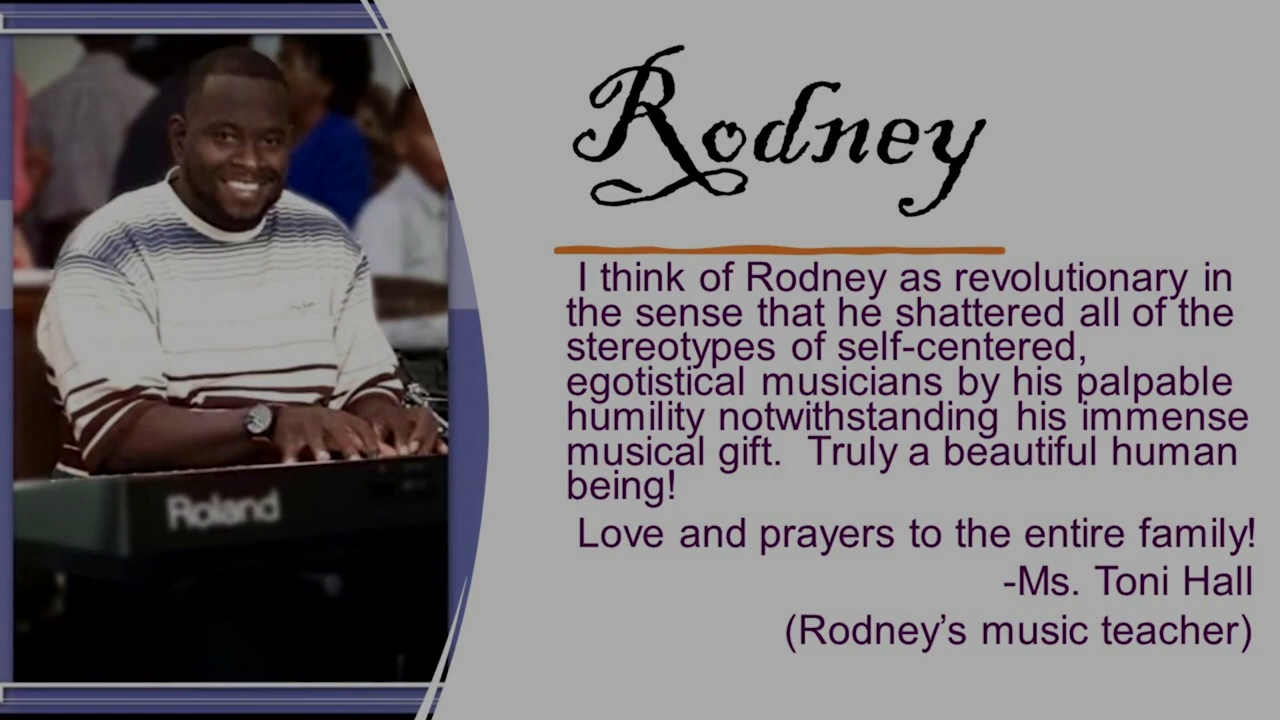 Rodney
I think of Rodney as revolutionary in
the sense that he shattered all of the
stereotypes of self-centered,
egotistical musicians by his palpable
humility notwithstanding his immense
musical gift.  Truly a beautiful human
being!
Love and prayers to the entire family!
-Ms. Toni Hall
(Rodney’s music teacher)
Roland